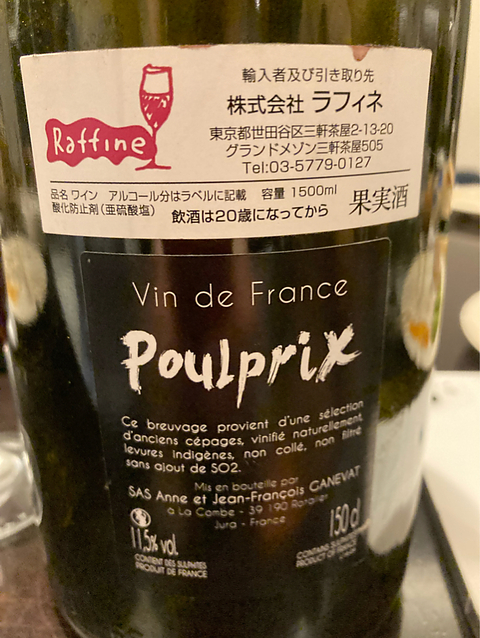 Raffine
輸入者及び引き取り先
株式会社 ラフィネ
東京都世田谷区三軒茶屋2-13-20
グランドメゾン三軒茶屋505
Tel:03-5779-0127
品名 ワイン アルコール分はラベルに記載 容量 1500ml
酸化防止剤(亜硫酸塩) 飲酒は20歳になってから 果実酒
Vin de France
Poulprix
Ce breuvage provient d'une sélection
d'anciens cépages, vinifié naturellement,
levures indigènes, non collé, non filtré
sans ajout de SO2.
Mis en bouteille par
SAS Anne et Jean-François GANEVAT
à La Combe - 39 190 Rotalier
Jura - France
11,5% vol.
150 cl
CONTIENT DES SULFITES
PRODUIT DE FRANCE
CONTAINS SULPHITES
PRODUCT OF FRANCE